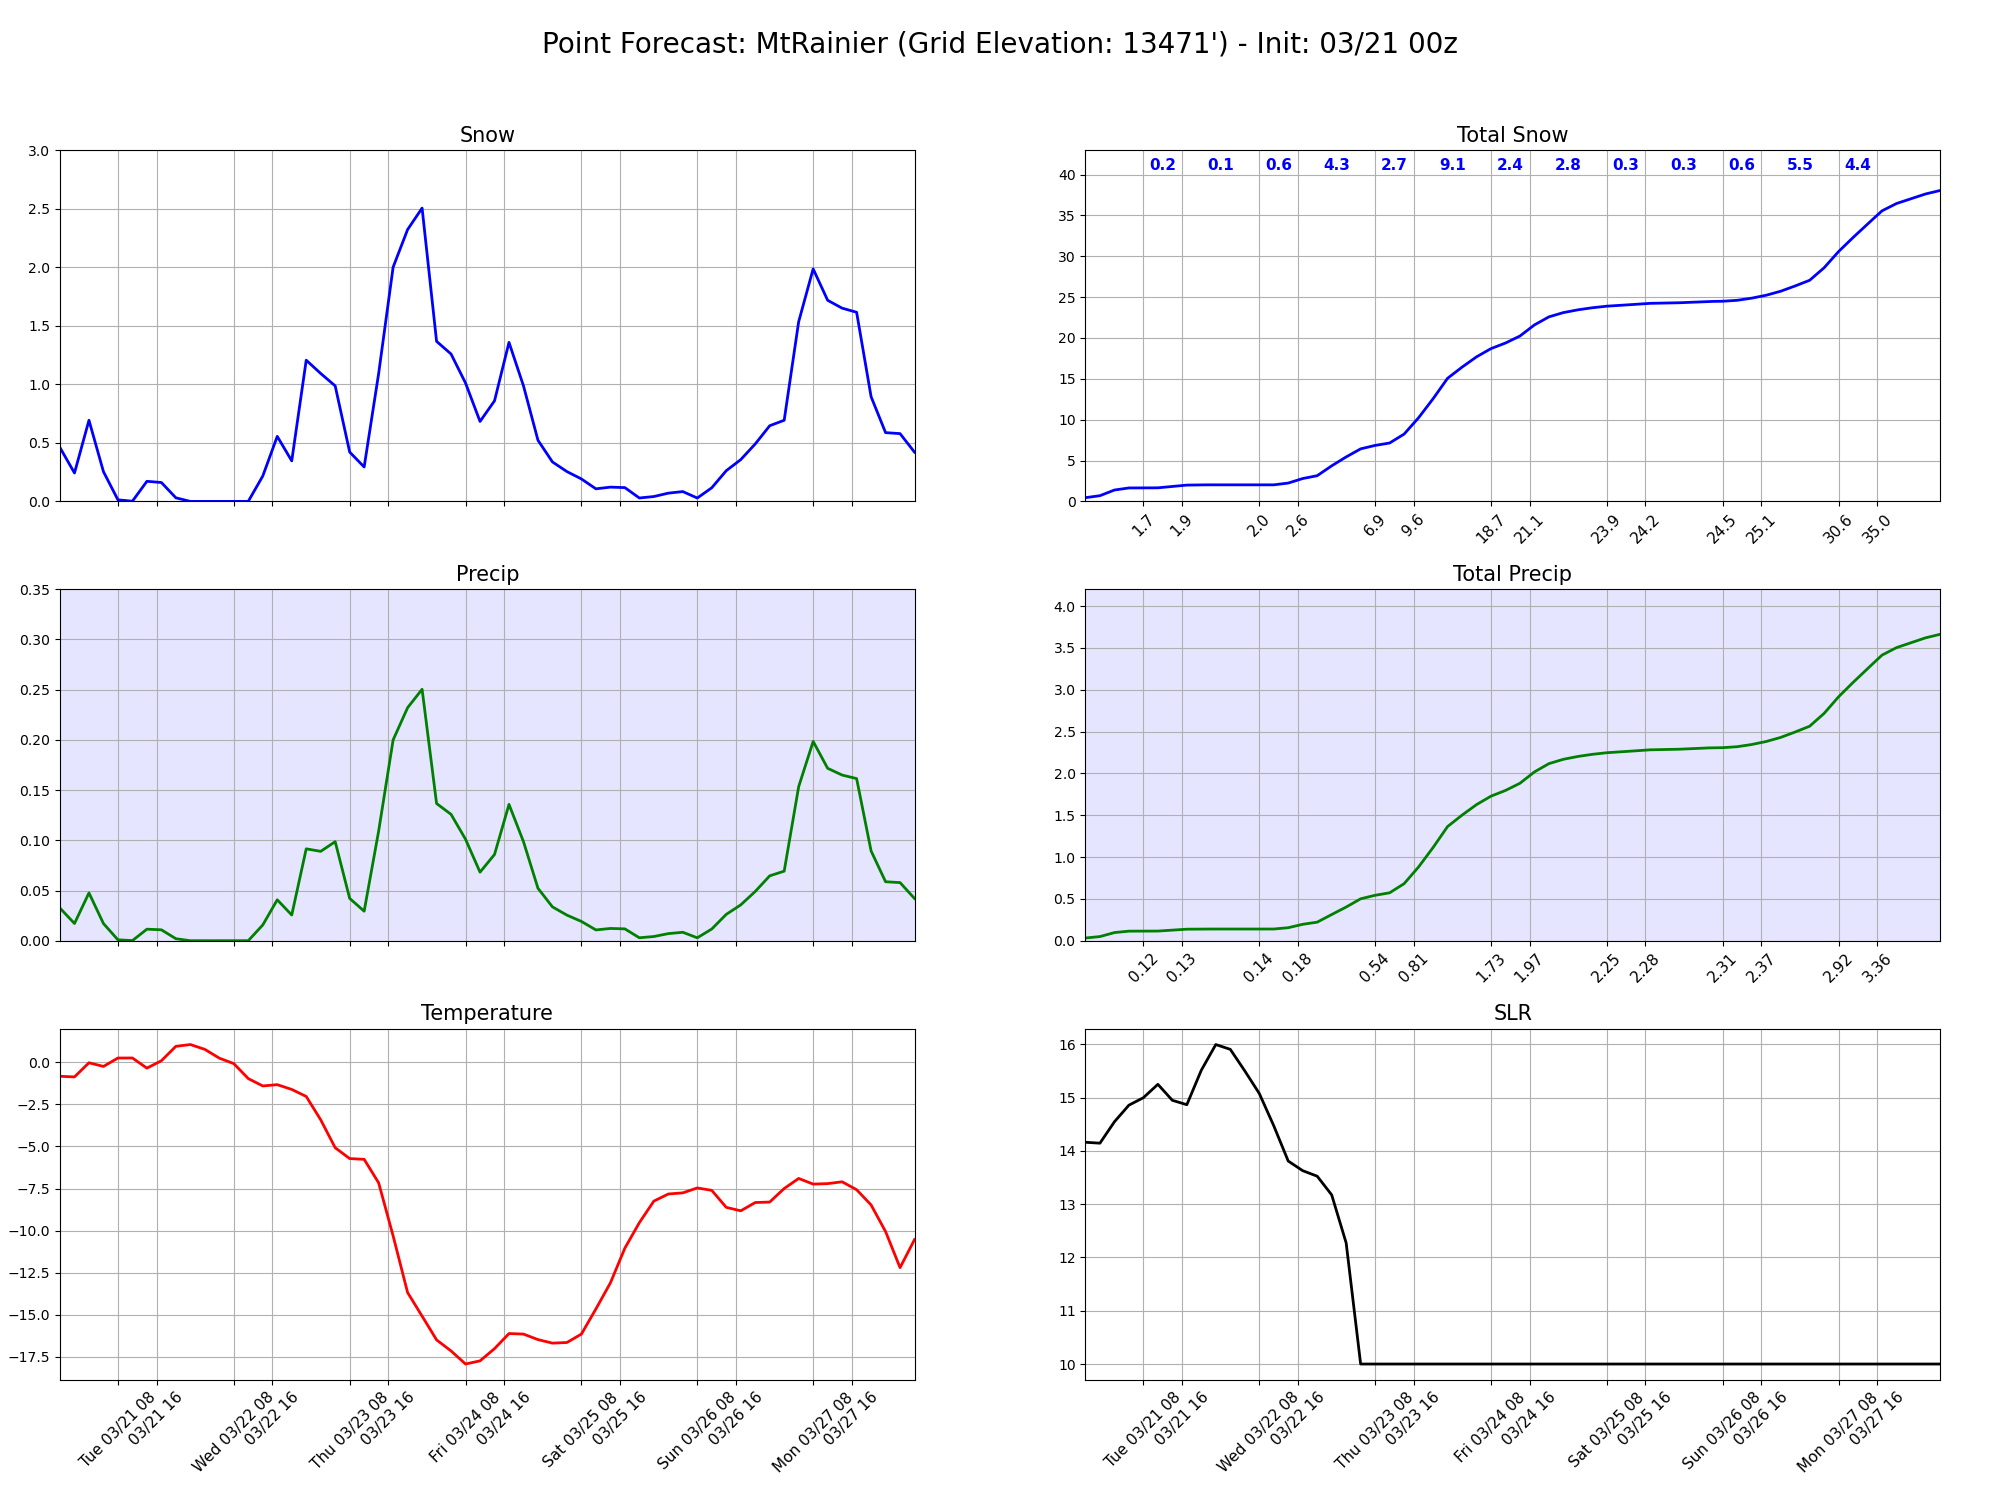 Point Forecast: MtRainier (Grid Elevation: 13471') - Init: 03/21 00z
Snow
3.0
2.5
2.0
1.5
1.0
0.5
0.0
Total Snow
0.2 0.1 0.6 4.3 2.7 9.1 2.4 2.8 0.3 0.3 0.6 5.5 4.4
40
35
30
25
20
15
10
5
0
1.7 1.9 2.0 2.6 6.9 9.6 18.7 21.1 23.9 24.2 24.5 25.1 30.6 35.0
Precip
0.35
0.30
0.25
0.20
0.15
0.10
0.05
0.00
Total Precip
4.0
3.5
3.0
2.5
2.0
1.5
1.0
0.5
0.0
0.12 0.13 0.14 0.18 0.54 0.81 1.73 1.97 2.25 2.28 2.31 2.37 2.92 3.36
Temperature
0.0
−2.5
−5.0
−7.5
−10.0
−12.5
−15.0
−17.5
Tue 03/21 08
03/21 16
Wed 03/22 08
03/22 16
Thu 03/23 08
03/23 16
Fri 03/24 08
03/24 16
Sat 03/25 08
03/25 16
Sun 03/26 08
03/26 16
Mon 03/27 08
03/27 16
SLR
16
15
14
13
12
11
10
Tue 03/21 08
03/21 16
Wed 03/22 08
03/22 16
Thu 03/23 08
03/23 16
Fri 03/24 08
03/24 16
Sat 03/25 08
03/25 16
Sun 03/26 08
03/26 16
Mon 03/27 08
03/27 16